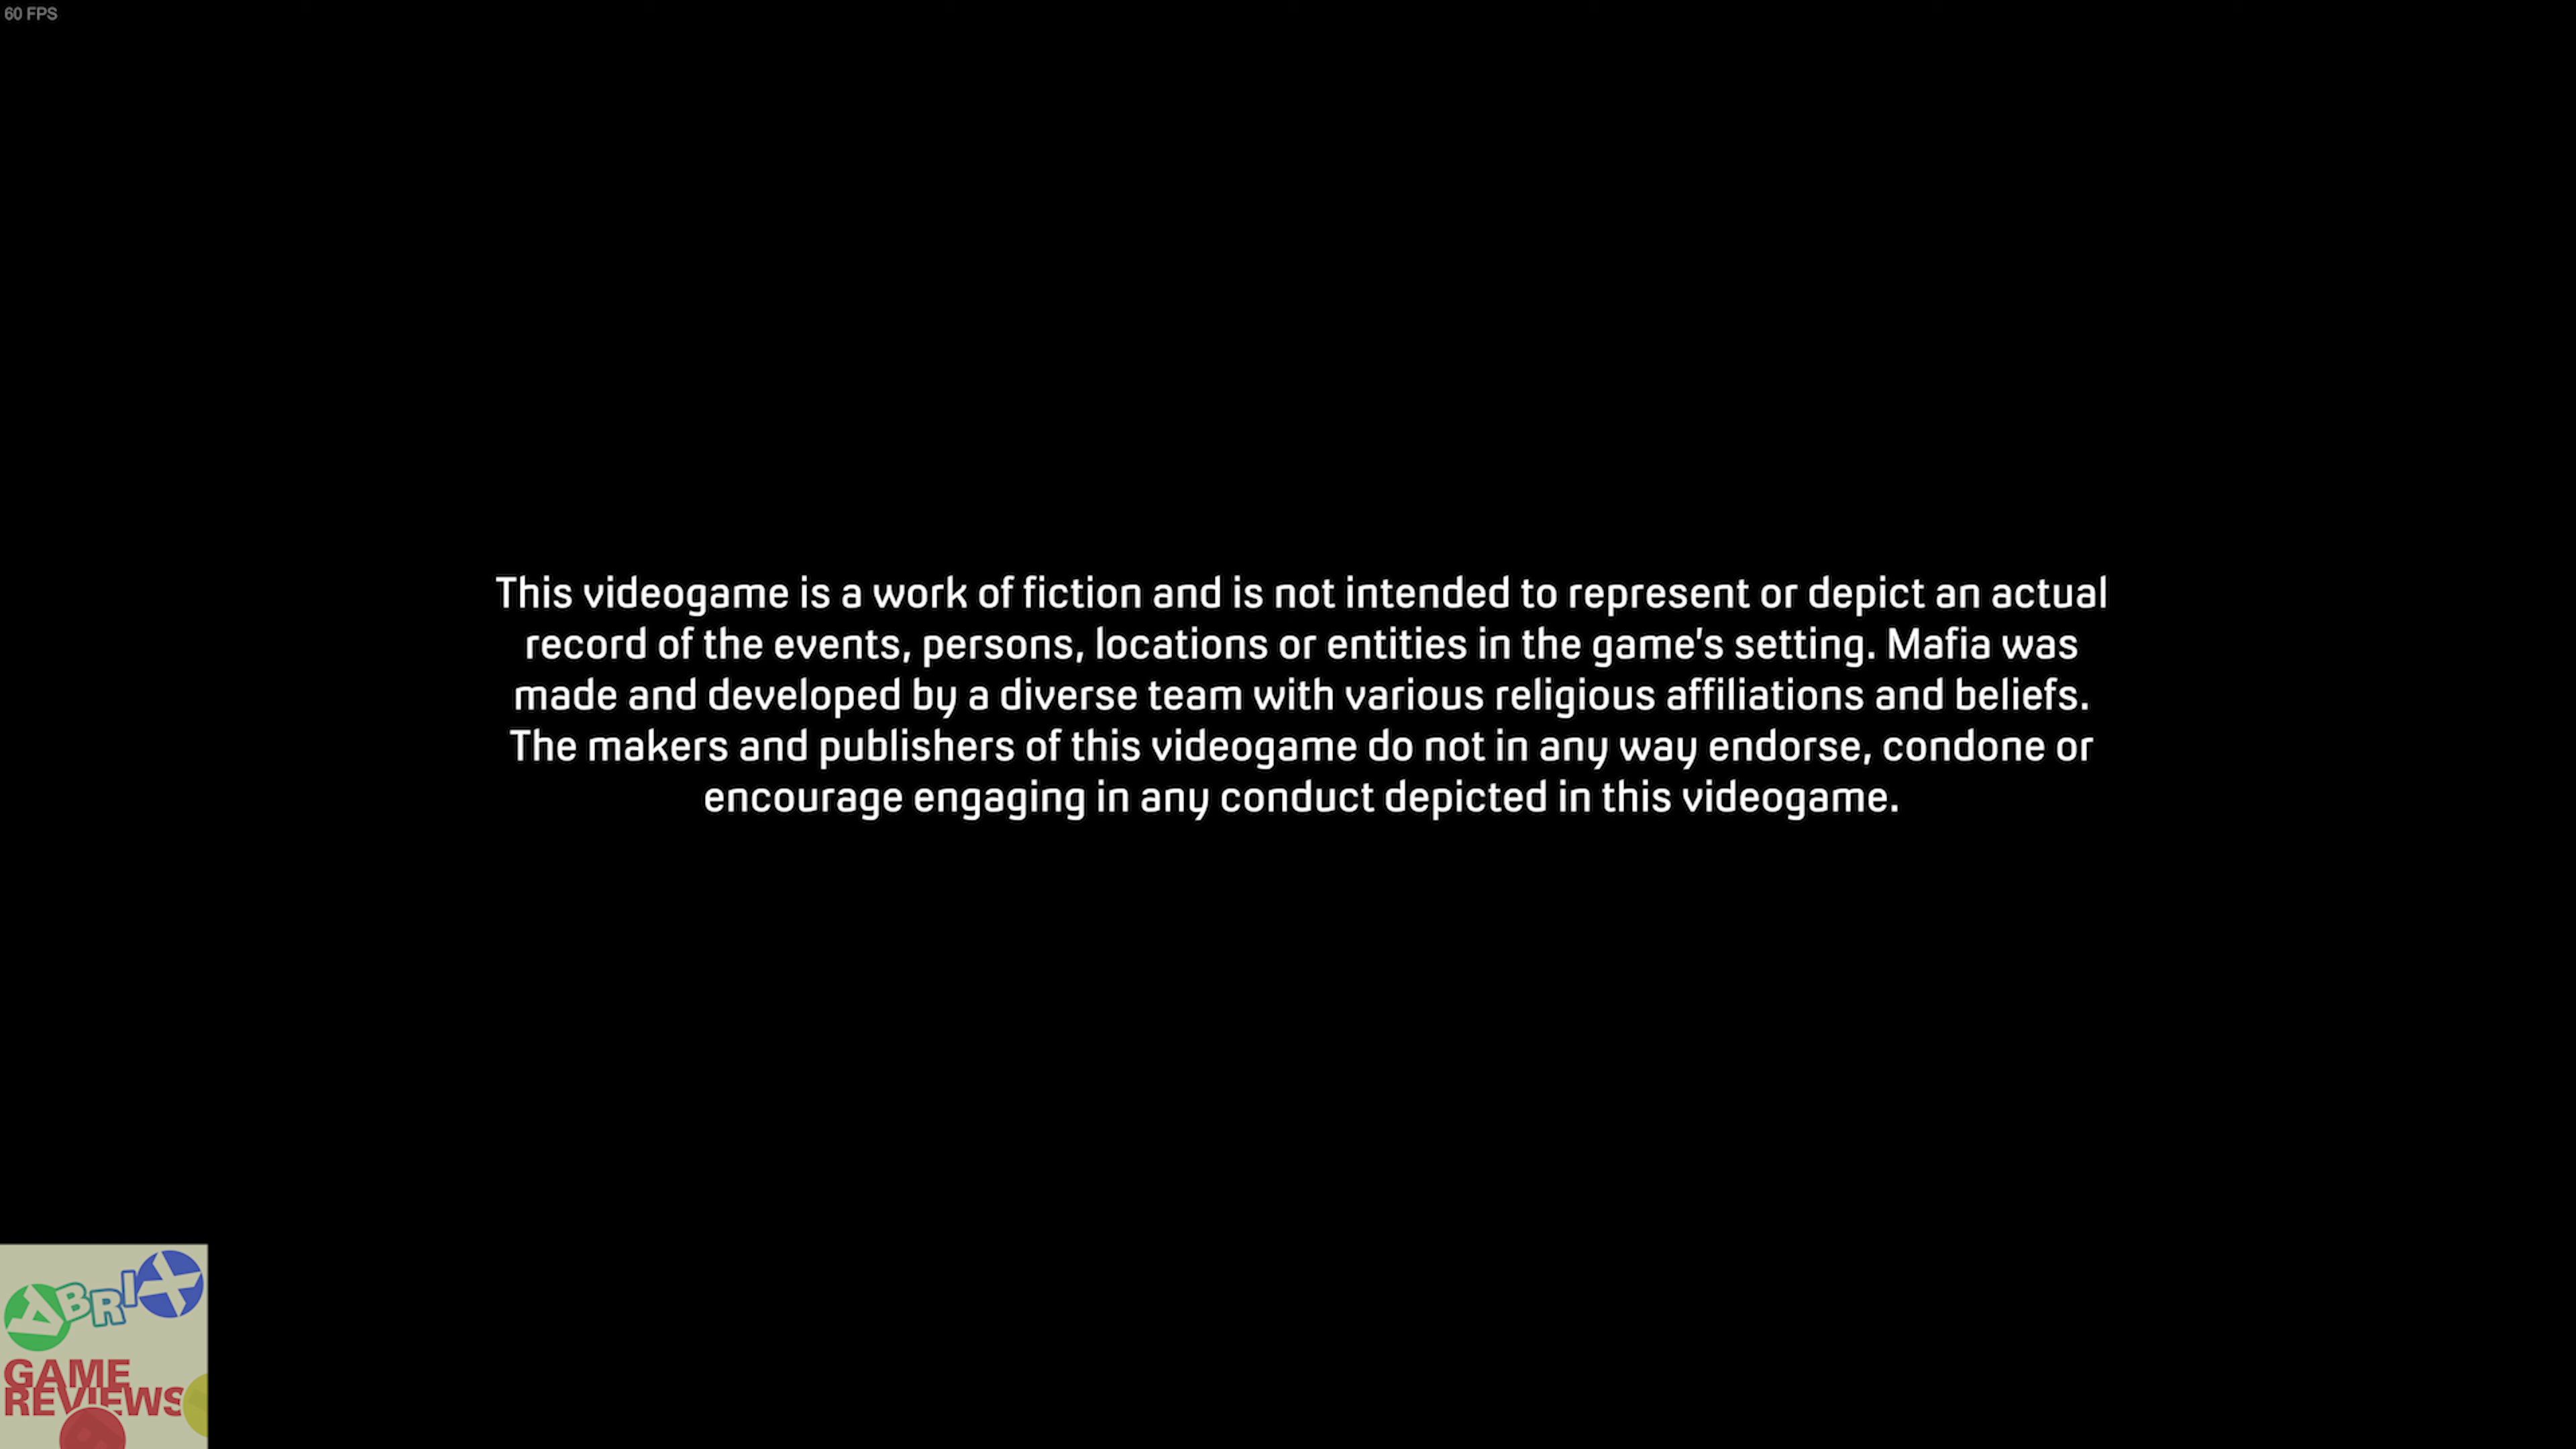 60 FPS
This videogame is a work of fiction and is not intended to represent or depict an actual
record of the events, persons, locations or entities in the game's setting. Mafia was
made and developed by a diverse team with various religious affiliations and beliefs.
The makers and publishers of this videogame do not in any way endorse, condone or
encourage engaging in any conduct depicted in this videogame.
ABRIX
GAME
REVIEWS